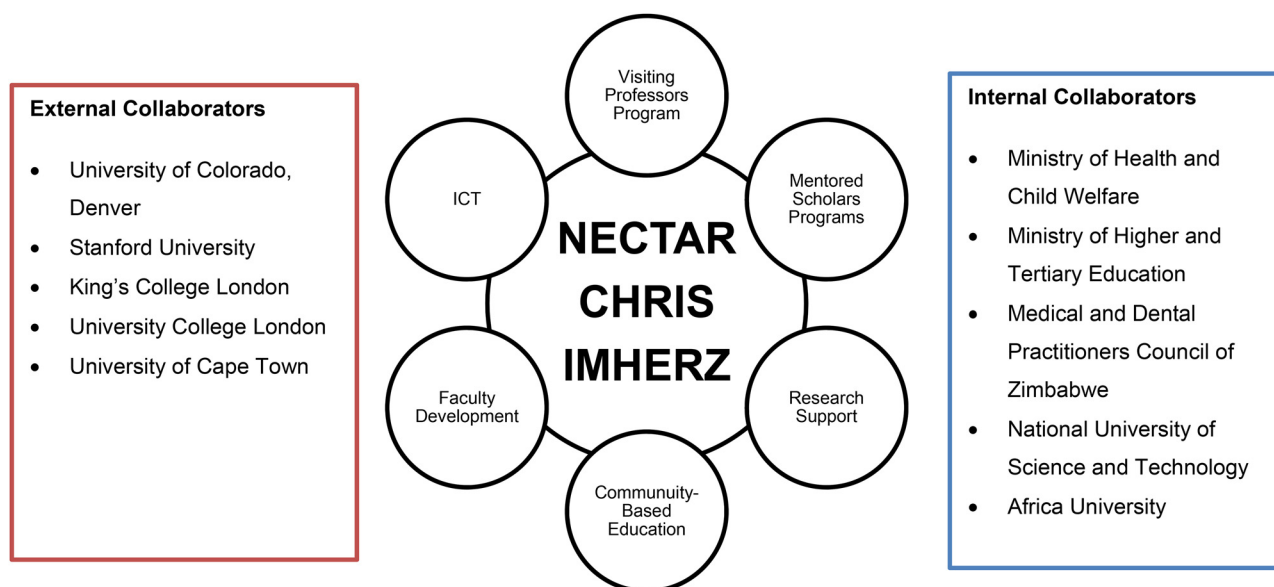 External Collaborators
• University of Colorado,
Denver
• Stanford University
• King's College London
• University College London
• University of Cape Town
Visiting
Professors
Program
ICT
Mentored
Scholars
Programs
NECTAR
CHRIS
IMHERZ
Faculty
Development
Research
Support
Communuity-
Based
Education
Internal Collaborators
• Ministry of Health and
Child Welfare
• Ministry of Higher and
Tertiary Education
• Medical and Dental
Practitioners Council of
Zimbabwe
• National University of
Science and Technology
• Africa University